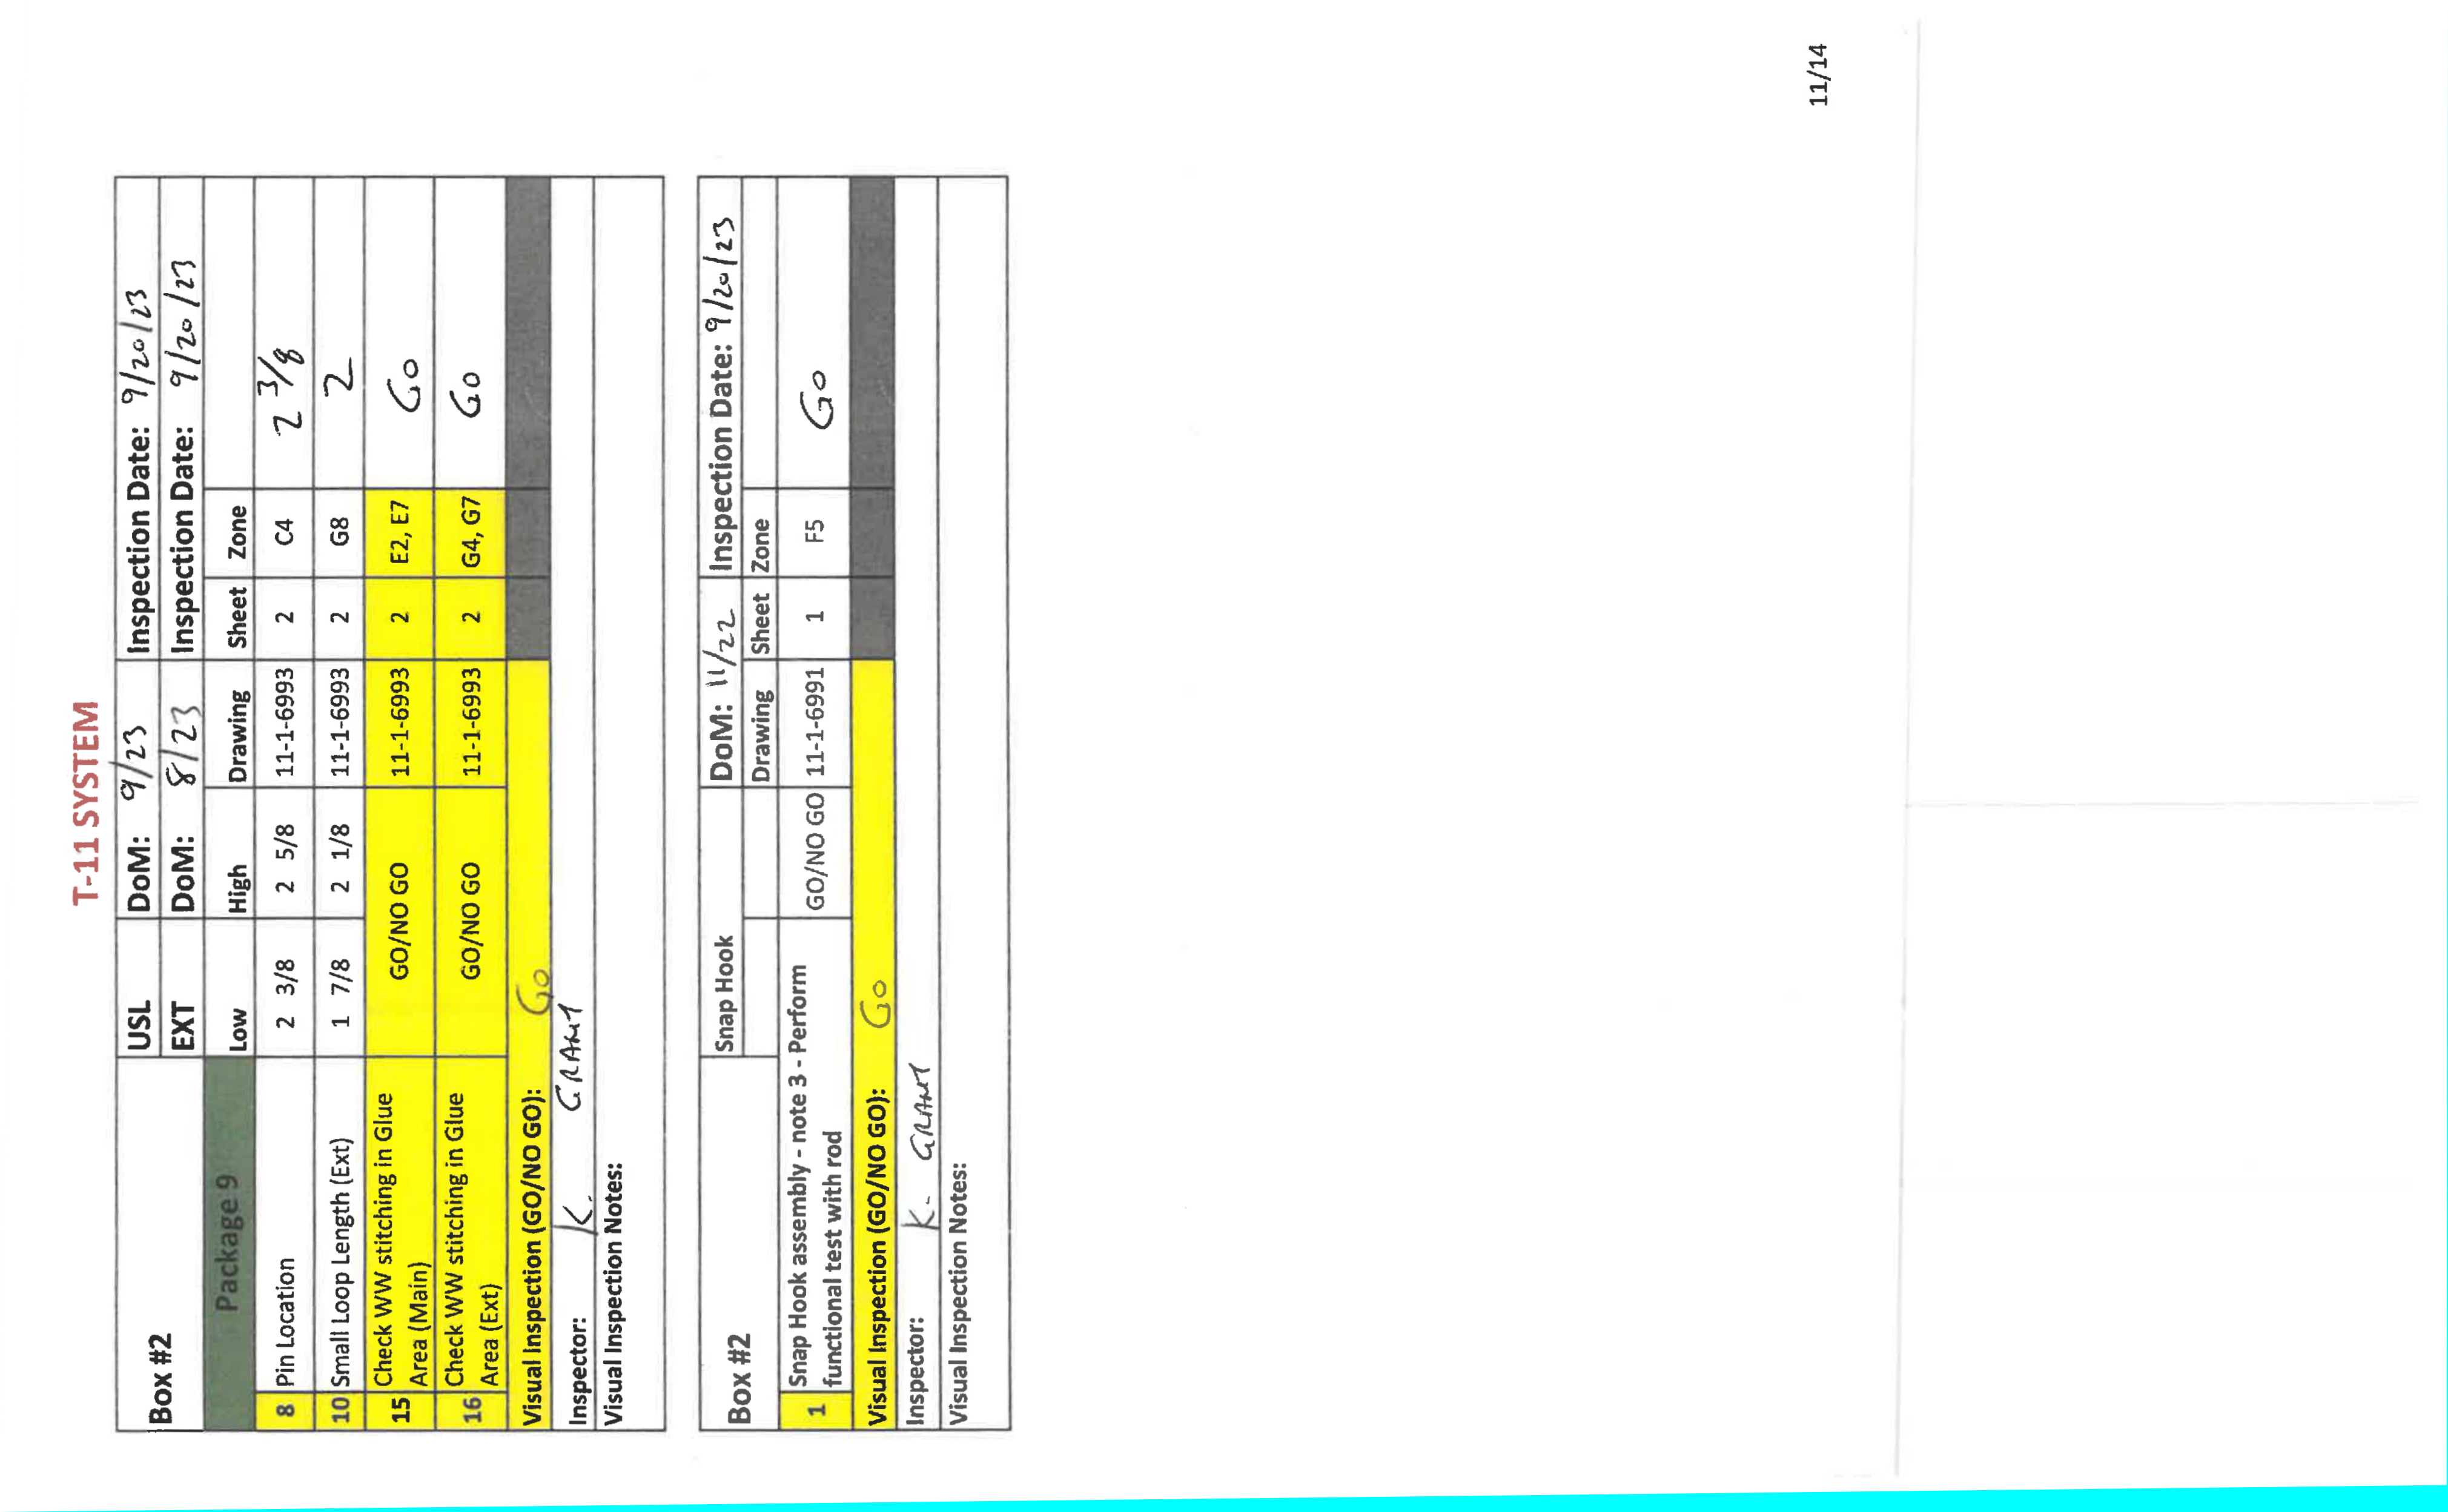 T-11 SYSTEM
Box #2 USL DoM: 9/23 Inspection Date: 9/20/23
EXT DoM: 8/23 Inspection Date: 9/20/23
Package 9 Low High Drawing Sheet Zone
8 Pin Location 2 3/8 2 5/8 11-1-6993 2 C4 2 3/8
10 Small Loop Length (Ext) 1 7/8 2 1/8 11-1-6993 2 G8 2
15 Check WW stitching in Glue Area (Main) GO/NO GO 11-1-6993 2 E2, E7 Go
16 Check WW stitching in Glue Area (Ext) GO/NO GO 11-1-6993 2 G4, G7 Go
Visual Inspection (GO/NO GO): Go
Inspector: K. GRANT
Visual Inspection Notes:
Box #2 Snap Hook DoM: 11/22 Inspection Date: 9/20/23
Drawing Sheet Zone
1 Snap Hook assembly - note 3 - Perform functional test with rod GO/NO GO 11-1-6991 1 F5 Go
Visual Inspection (GO/NO GO): Go
Inspector: K. GRANT
Visual Inspection Notes:
11/14